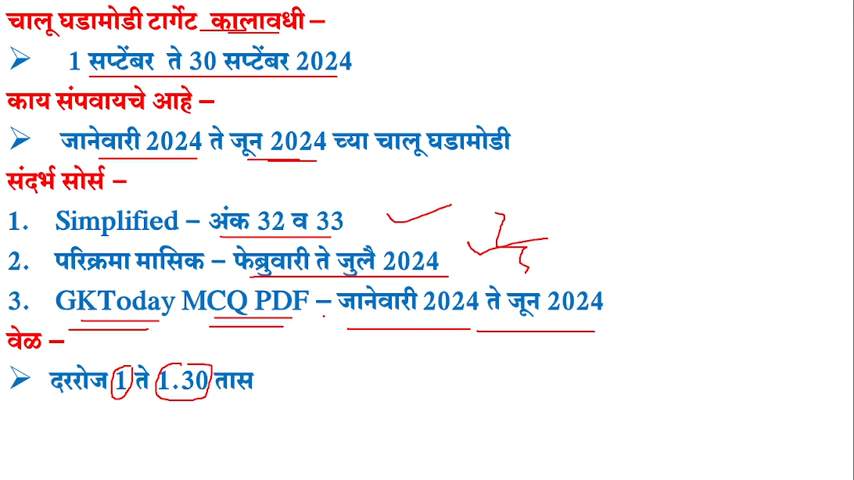 चालू घडामोडी टार्गेट कालावधी –
➢ 1 सप्टेंबर ते 30 सप्टेंबर 2024
काय संपवायचे आहे –
➢ जानेवारी 2024 ते जून 2024 च्या चालू घडामोडी
संदर्भ सोर्स –
1. Simplified – अंक 32 व 33
2. परिक्रमा मासिक – फेब्रुवारी ते जुलै 2024
3. GKToday MCQ PDF – जानेवारी 2024 ते जून 2024
वेळ –
➢ दररोज 1 ते 1.30 तास